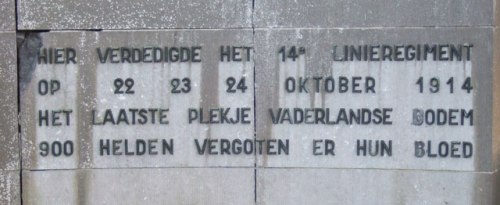 HIER VERDEDIGDE HET 14e LINIEREGIMENT
OP 22 23 24 OKTOBER 1914
HET LAATSTE PLEKJE VADERLANDSE BODEM
900 HELDEN VERGOTEN ER HUN BLOED